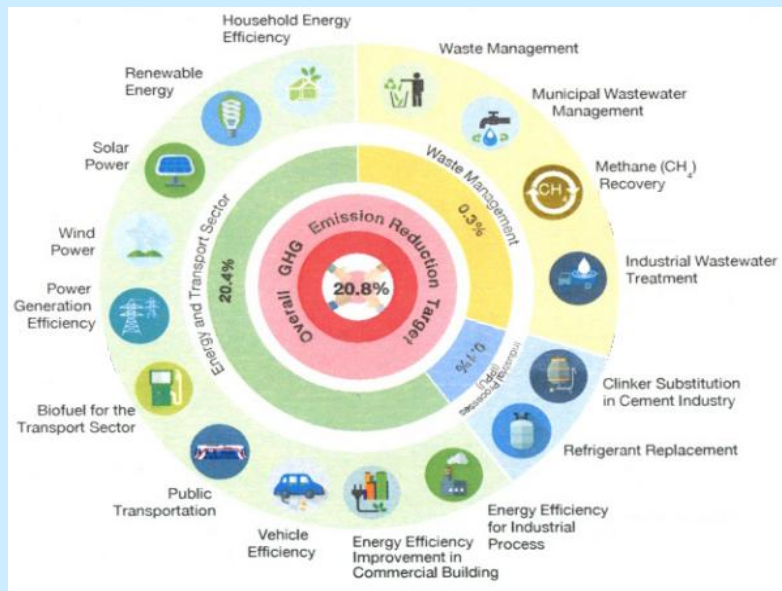 Household Energy
Efficiency
Renewable
Energy
Solar
Power
Wind
Power
Power
Generation
Efficiency
Biofuel for the
Transport Sector
Public
Transportation
Vehicle
Efficiency
Energy Efficiency
Improvement in
Commercial Building
Energy Efficiency
for Industrial
Process
Refrigerant Replacement
Clinker Substitution
in Cement Industry
Industrial Wastewater
Treatment
Methane (CH₄)
Recovery
CH₄
Municipal Wastewater
Management
Waste Management
Energy and Transport Sector
20.4%
Waste Management
0.3%
Industrial Processes
(IPPU)
0.1%
Overall GHG Emission Reduction Target
20.8%